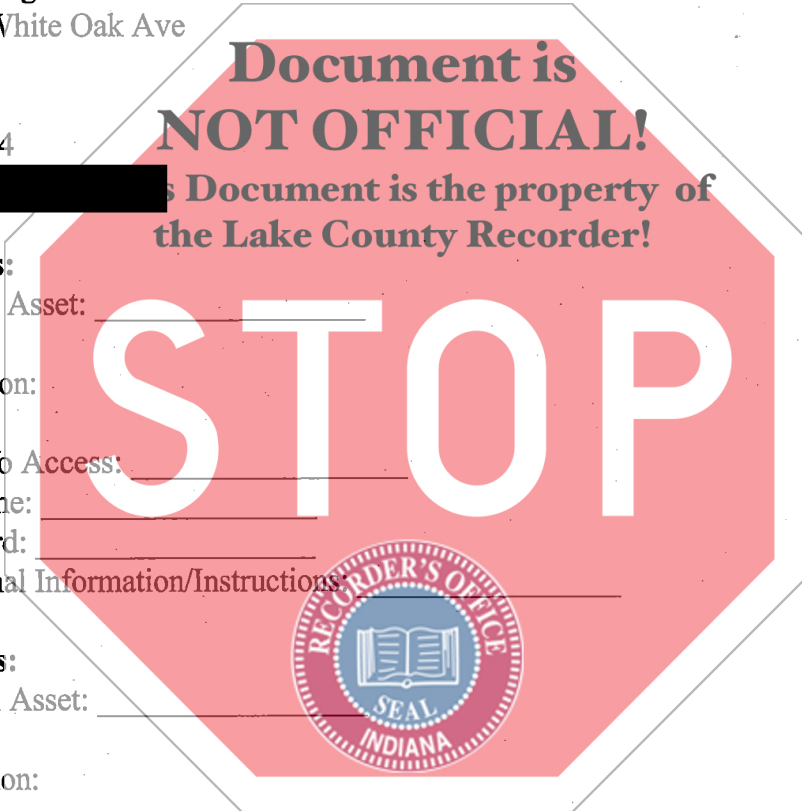 White Oak Ave
Document is
NOT OFFICIAL!
4
s Document is the property of
the Lake County Recorder!
s:
Asset:
STOP
on:
o Access:
ne:
d:
al Information/Instructions:
RECORDER'S OFFICE
SEAL
INDIANA
s:
Asset:
on: